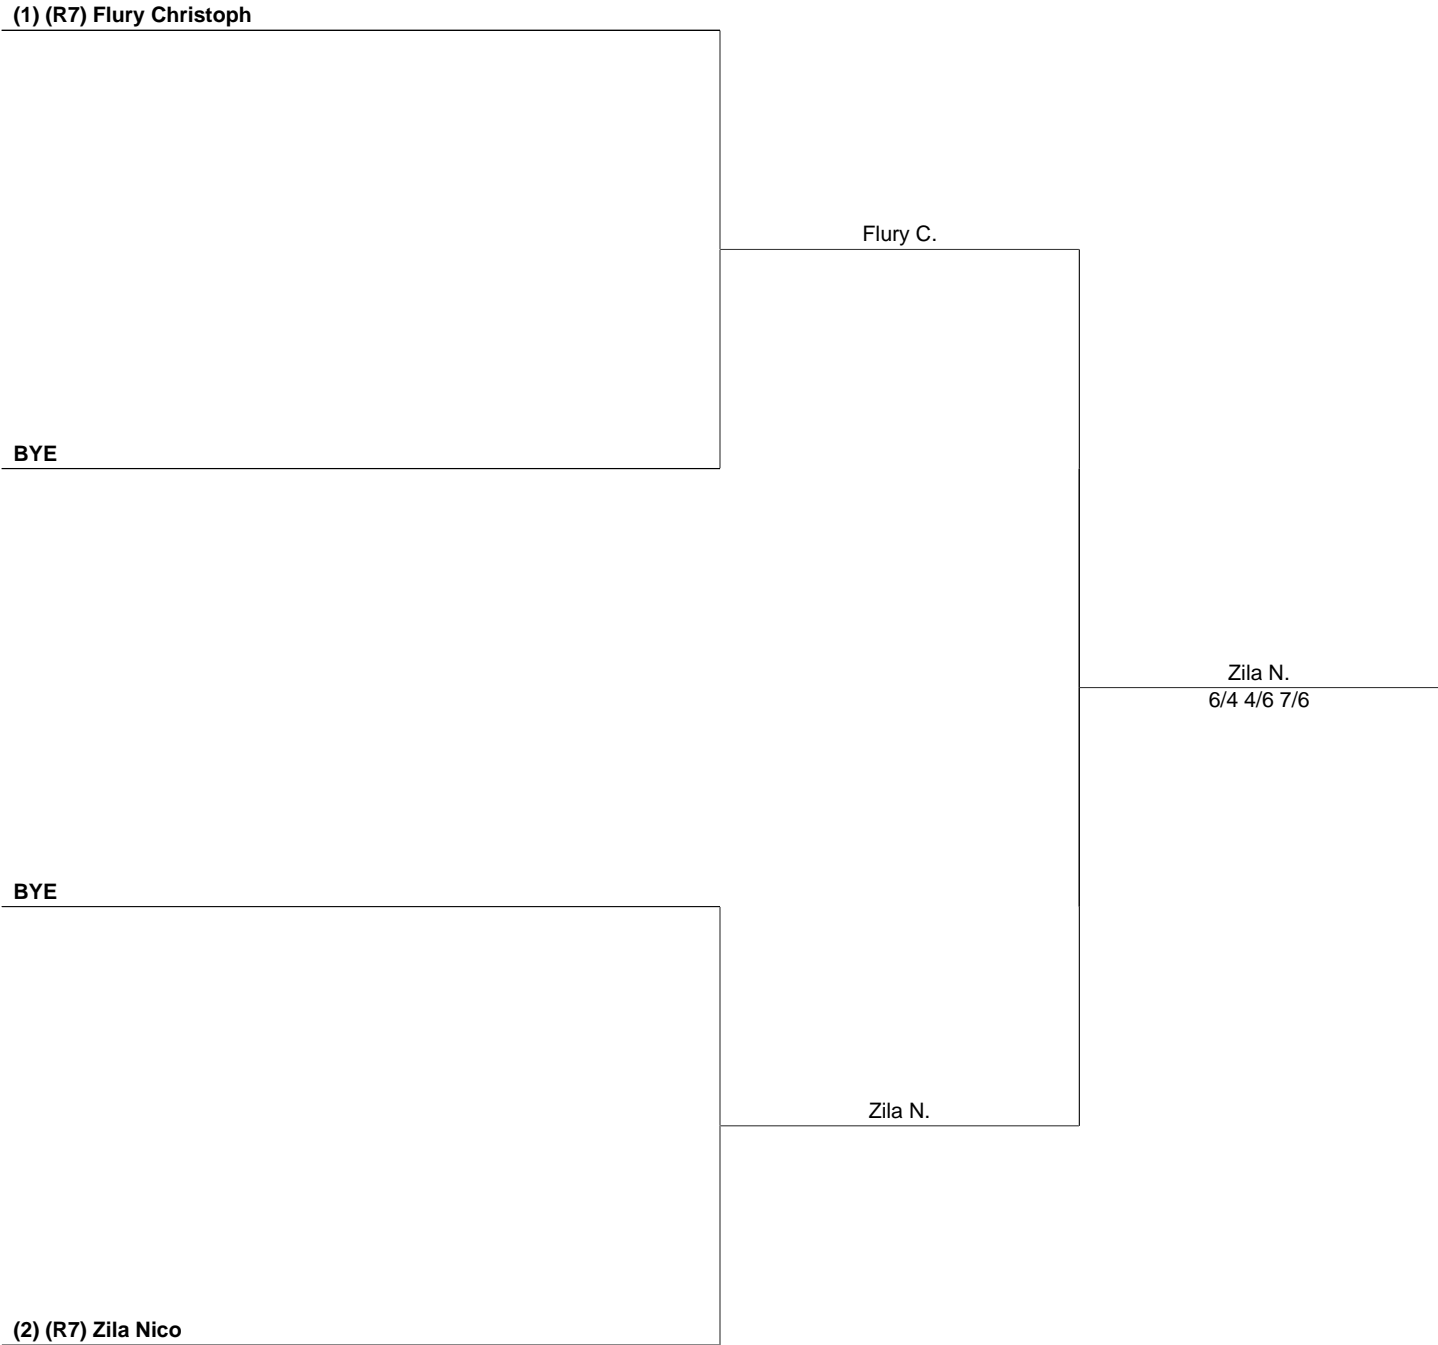 (1) (R7) Flury Christoph
Flury C.
BYE
Zila N.
6/4 4/6 7/6
BYE
Zila N.
(2) (R7) Zila Nico